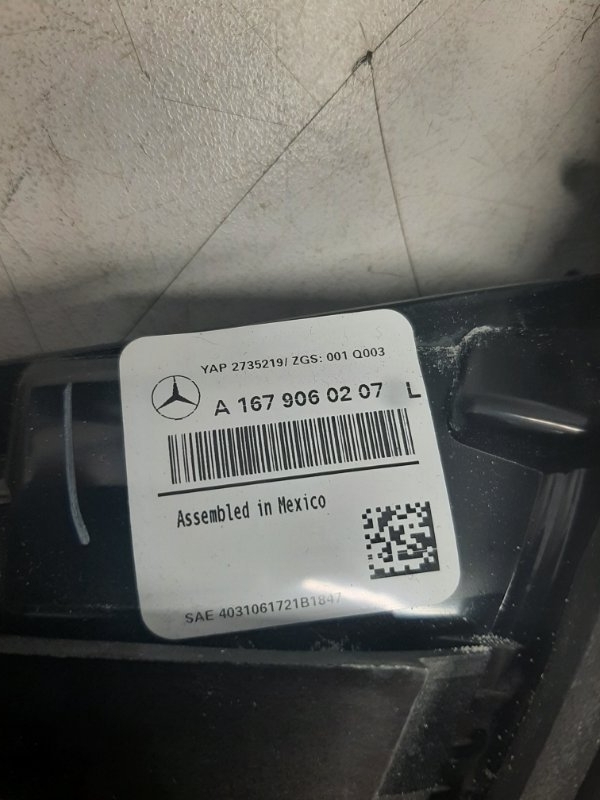 YAP 2735219/ ZGS: 001 Q003
A 167 906 02 07 L
Assembled in Mexico
SAE 4031061721B1847